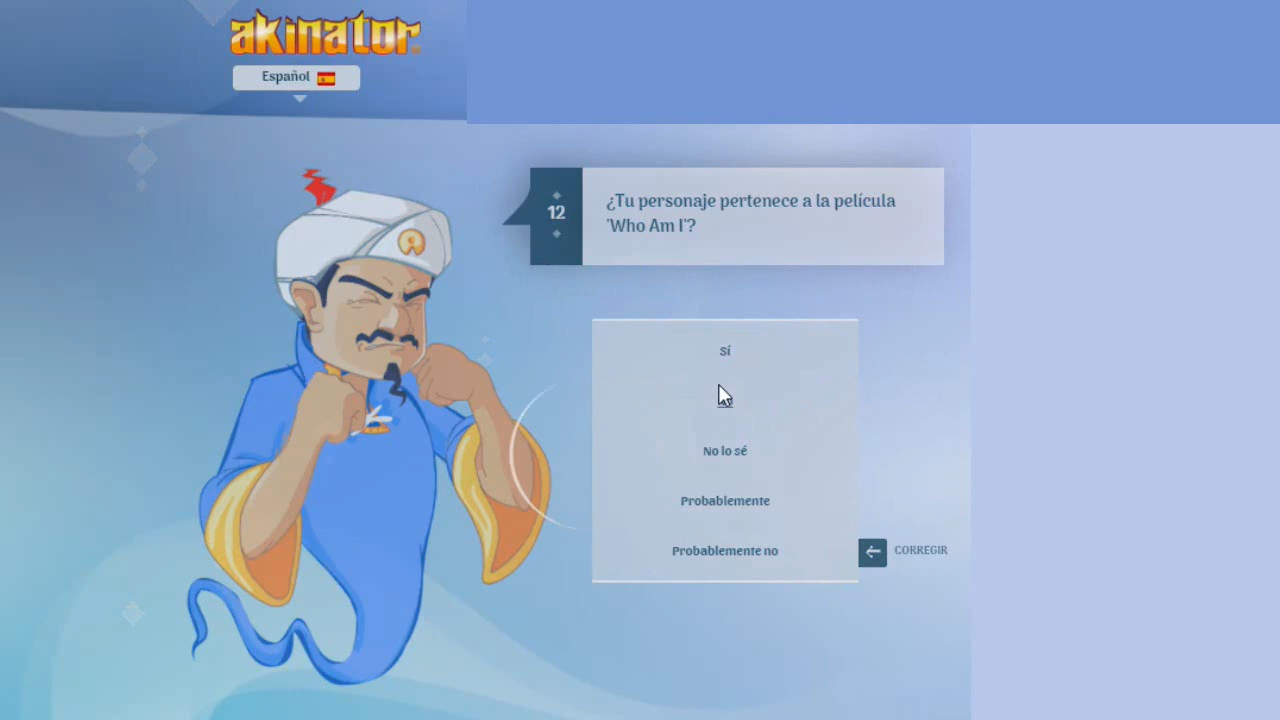 akinator
Español
12
¿Tu personaje pertenece a la película
'Who Am I'?
Sí
No lo sé
Probablemente
Probablemente no
CORREGIR